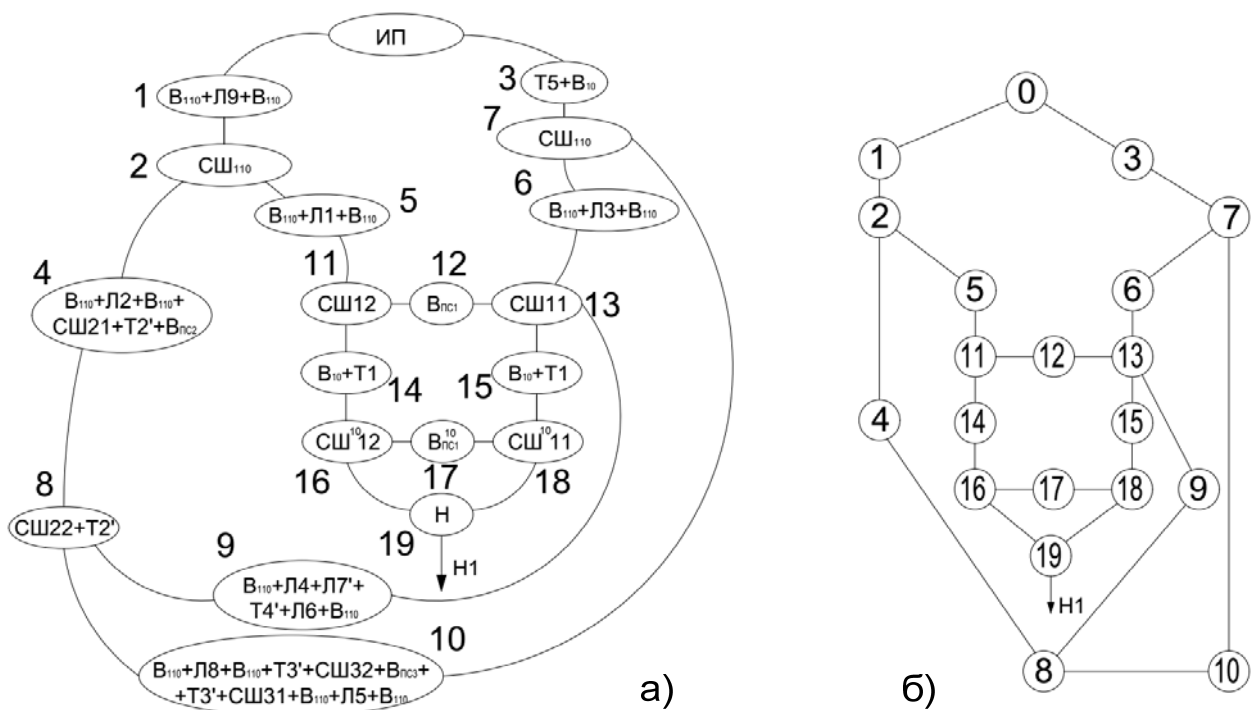 ИП
1
В₁₁₀+Л9+В₁₁₀
3
Т5+В₁₀
7
СШ₁₁₀
2
СШ₁₁₀
6
В₁₁₀+Л3+В₁₁₀
5
В₁₁₀+Л1+В₁₁₀
4
В₁₁₀+Л2+В₁₁₀+
СШ21+Т2'+Впс₂
11
СШ12
12
Впс₁
СШ11
13
В₁₀+Т1
14
15
В₁₀+Т1
СШ¹⁰12
16
В¹⁰пс₁
17
СШ¹⁰11
18
Н
19
Н1
8
СШ22+Т2'
9
В₁₁₀+Л4+Л7'+
Т4'+Л6+В₁₁₀
10
В₁₁₀+Л8+В₁₁₀+Т3'+СШ32+Впс₃+
+Т3'+СШ31+В₁₁₀+Л5+В₁₁₀
а)
0
1
3
2
7
5
6
11
12
13
4
14
15
16
17
18
9
19
Н1
8
10
б)